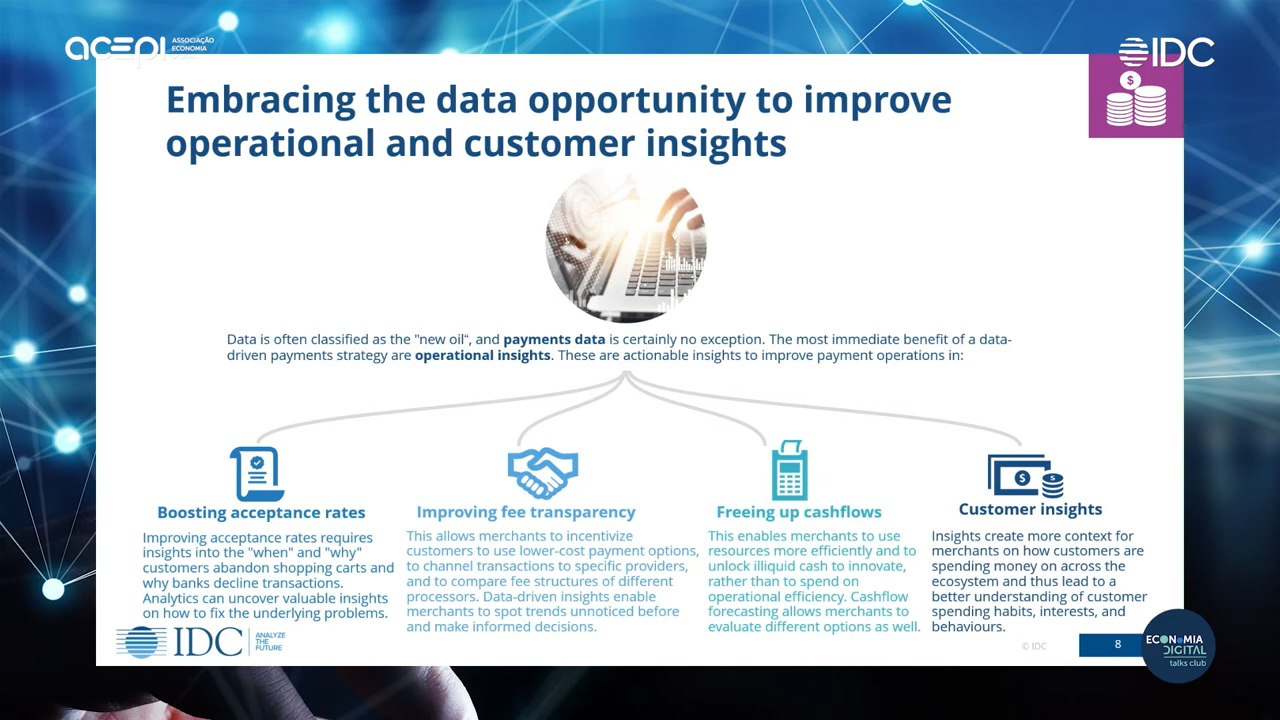 acepi
ASSOCIAÇÃO
ECONOMIA
IDC
Embracing the data opportunity to improve
operational and customer insights
$
Data is often classified as the "new oil", and payments data is certainly no exception. The most immediate benefit of a data-
driven payments strategy are operational insights. These are actionable insights to improve payment operations in:
Boosting acceptance rates
Improving acceptance rates requires
insights into the "when" and "why"
customers abandon shopping carts and
why banks decline transactions.
Analytics can uncover valuable insights
on how to fix the underlying problems.
Improving fee transparency
This allows merchants to incentivize
customers to use lower-cost payment options,
to channel transactions to specific providers,
and to compare fee structures of different
processors. Data-driven insights enable
merchants to spot trends unnoticed before
and make informed decisions.
Freeing up cashflows
This enables merchants to use
resources more efficiently and to
unlock illiquid cash to innovate,
rather than to spend on
operational efficiency. Cashflow
forecasting allows merchants to
evaluate different options as well.
$
Customer insights
Insights create more context for
merchants on how customers are
spending money on across the
ecosystem and thus lead to a
better understanding of customer
spending habits, interests, and
behaviours.
IDC
ANALYZE
THE
FUTURE
© IDC
8
ECONOMIA
DIGITAL
talks club